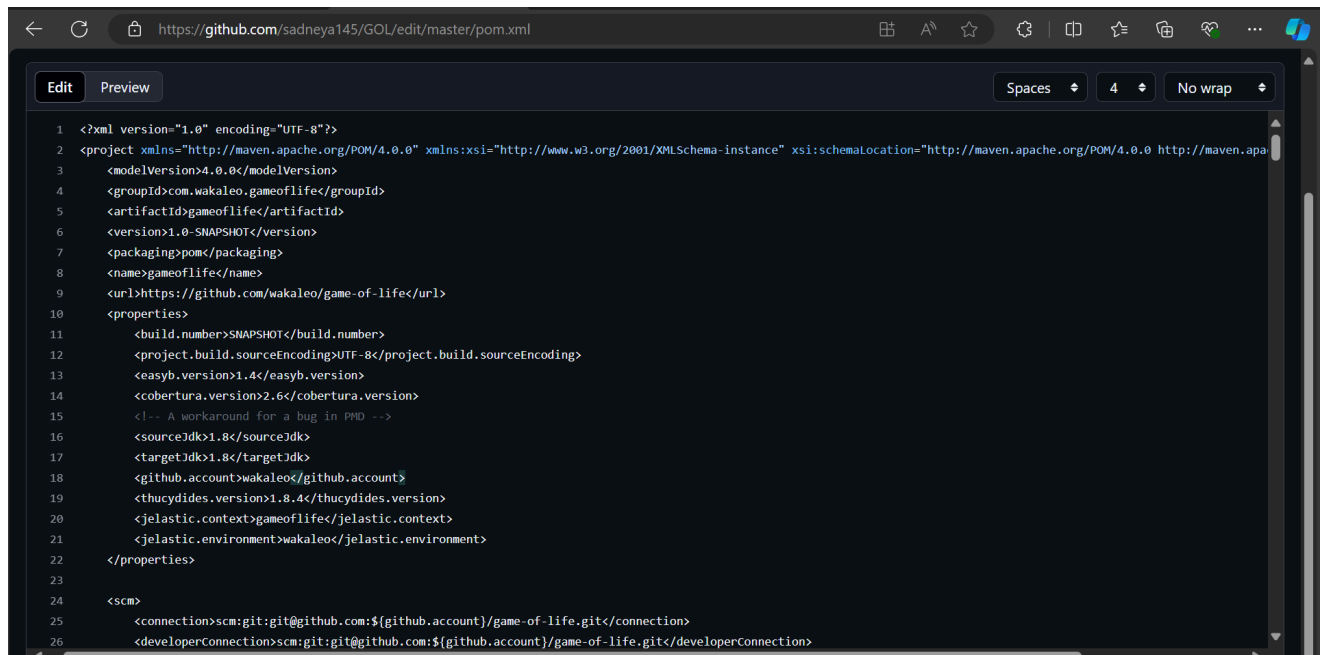 https://github.com/sadneya145/GOL/edit/master/pom.xml
Edit Preview Spaces 4 No wrap
1 <?xml version="1.0" encoding="UTF-8"?>
2 <project xmlns="http://maven.apache.org/POM/4.0.0" xmlns:xsi="http://www.w3.org/2001/XMLSchema-instance" xsi:schemaLocation="http://maven.apache.org/POM/4.0.0 http://maven.apa
3 <modelVersion>4.0.0</modelVersion>
4 <groupId>com.wakaleo.gameoflife</groupId>
5 <artifactId>gameoflife</artifactId>
6 <version>1.0-SNAPSHOT</version>
7 <packaging>pom</packaging>
8 <name>gameoflife</name>
9 <url>https://github.com/wakaleo/game-of-life</url>
10 <properties>
11 <build.number>SNAPSHOT</build.number>
12 <project.build.sourceEncoding>UTF-8</project.build.sourceEncoding>
13 <easyb.version>1.4</easyb.version>
14 <cobertura.version>2.6</cobertura.version>
15 <!-- A workaround for a bug in PMD -->
16 <sourceJdk>1.8</sourceJdk>
17 <targetJdk>1.8</targetJdk>
18 <github.account>wakaleo</github.account>
19 <thucydides.version>1.8.4</thucydides.version>
20 <jelastic.context>gameoflife</jelastic.context>
21 <jelastic.environment>wakaleo</jelastic.environment>
22 </properties>
23
24 <scm>
25 <connection>scm:git:git@github.com:${github.account}/game-of-life.git</connection>
26 <developerConnection>scm:git:git@github.com:${github.account}/game-of-life.git</developerConnection>